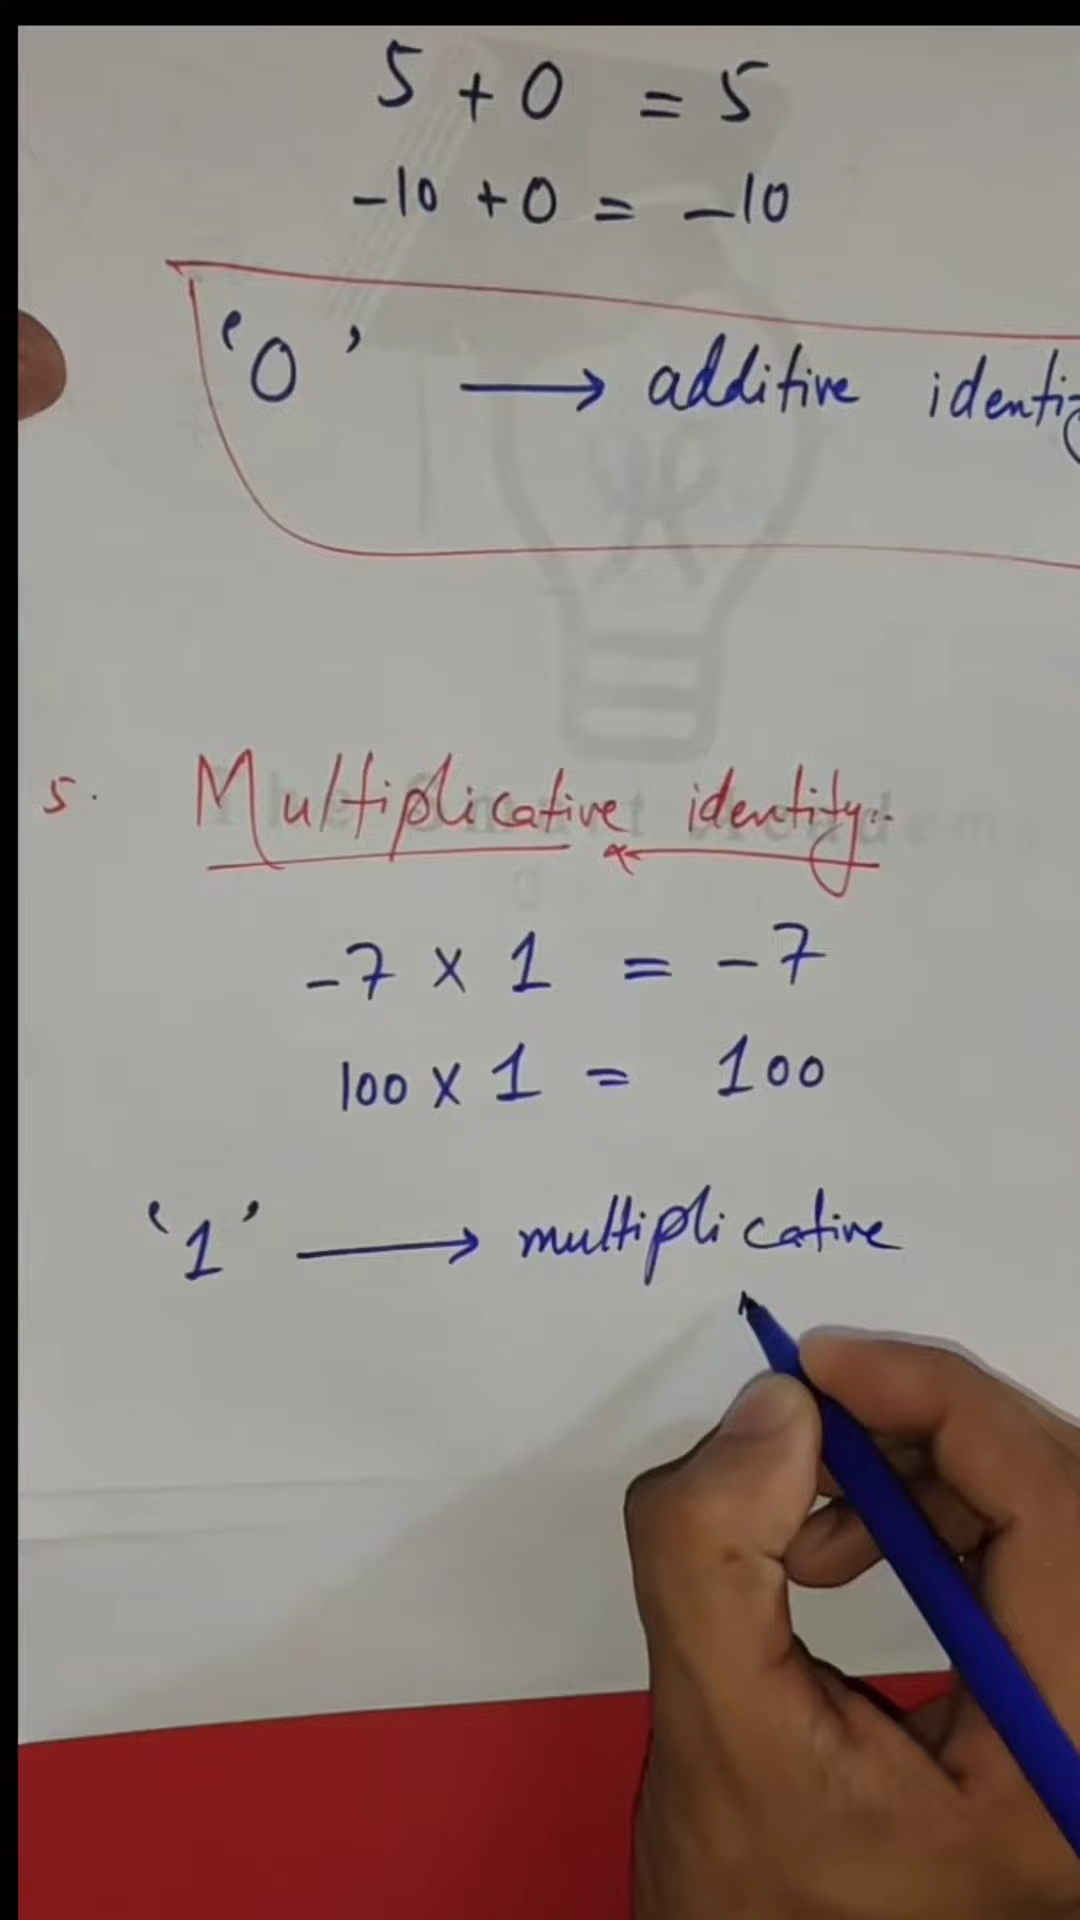 5 + 0 = 5
-10 + 0 = -10
'0' → additive identi
5. Multiplicative identity:-
-7 x 1 = -7
100 x 1 = 100
'1' → multiplicative